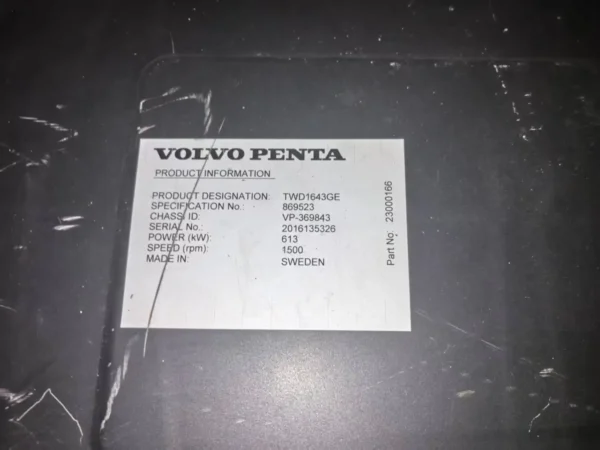 VOLVO PENTA
PRODUCT INFORMATION
PRODUCT DESIGNATION: TWD1643GE
SPECIFICATION No.: 869523
CHASS. ID: VP-369843
SERIAL No.: 2016135326
POWER (kW): 613
SPEED (rpm): 1500
MADE IN: SWEDEN
Part No: 23000166